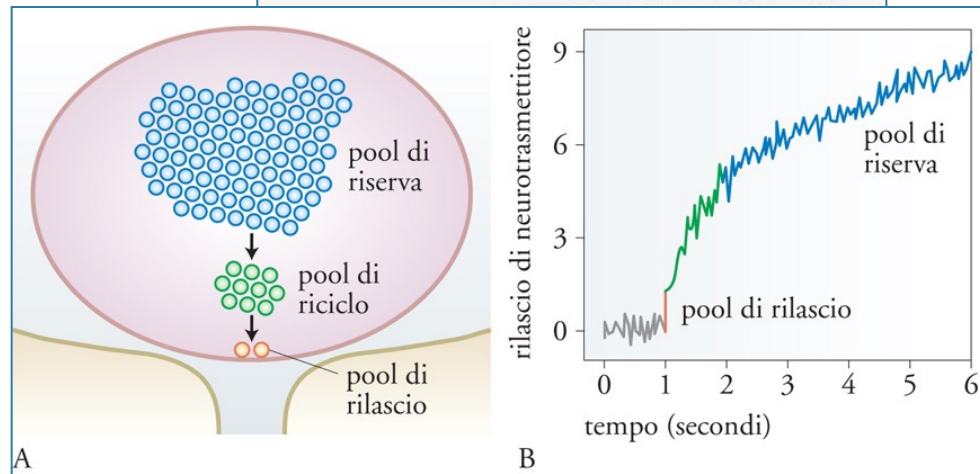 pool di
riserva
pool di
riciclo
pool di
rilascio
A
rilascio di neurotrasmettitore
9
6
3
0
pool di
riserva
pool di rilascio
0
1
2
3
4
5
6
tempo (secondi)
B